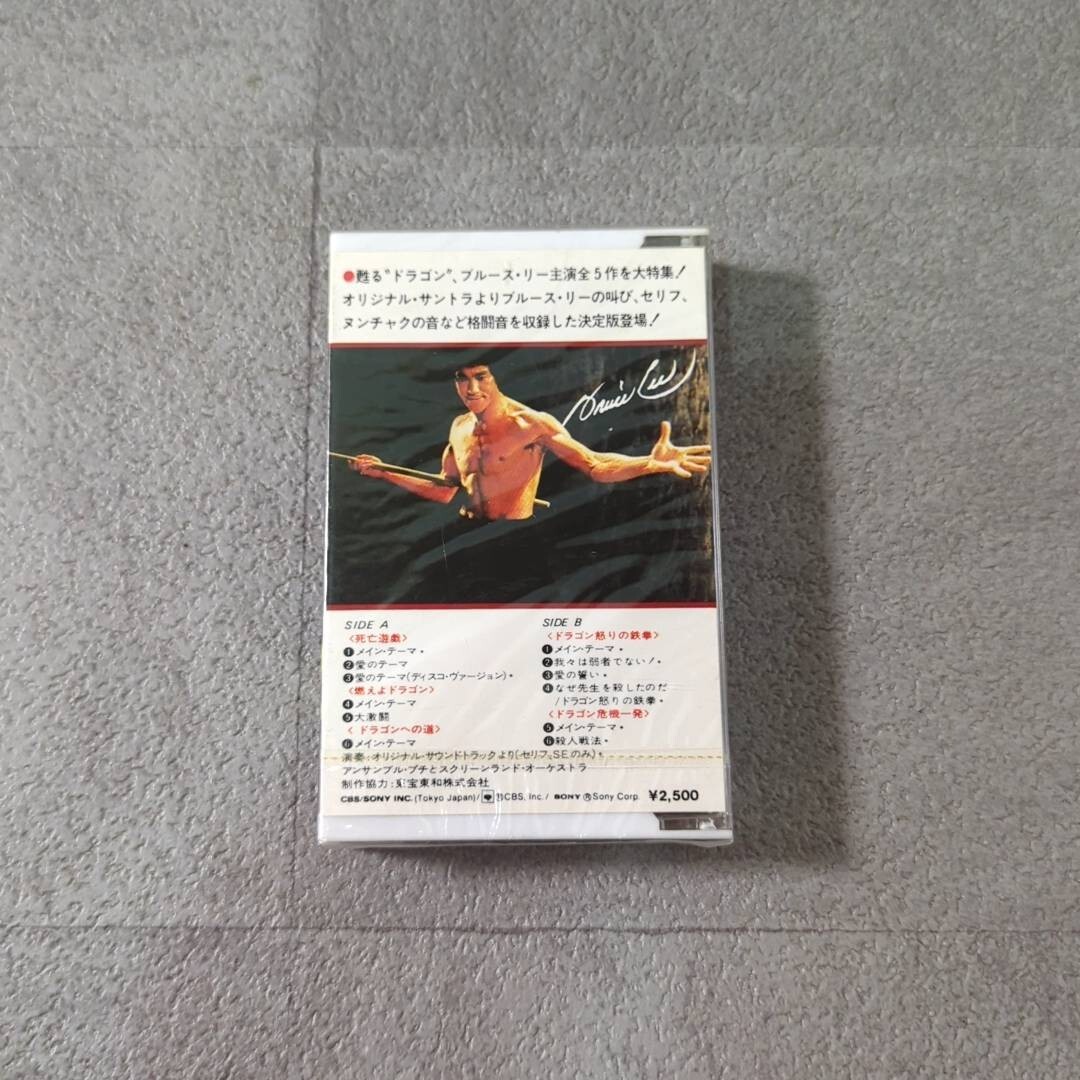 ●甦る"ドラゴン"、ブルース・リー主演全5作を大特集!
オリジナル・サントラよりブルース・リーの叫び、セリフ、
ヌンチャクの音など格闘音を収録した決定版登場!
Bruce Lee
SIDE A
〈死亡遊戯〉
❶メイン・テーマ*
❷愛のテーマ
❸愛のテーマ(ディスコ・ヴァージョン)*
〈燃えよドラゴン〉
❹メイン・テーマ
❺大激闘
〈ドラゴンへの道〉
❻メイン・テーマ
SIDE B
〈ドラゴン怒りの鉄拳〉
❶メイン・テーマ*
❷我々は弱者でない!*
❸愛の誓い*
❹なぜ先生を殺したのだ
/ドラゴン怒りの鉄拳*
〈ドラゴン危機一発〉
❺メイン・テーマ*
❻殺人戦法*
演奏:オリジナル・サウンドトラックより(セリフ、SEのみ)*
アンサンブル・プチとスクリーンランド・オーケストラ
制作協力:東宝東和株式会社
CBS/SONY INC.(Tokyo Japan)/ ⓇCBS, Inc./ SONY ⓇSony Corp. ¥2,500